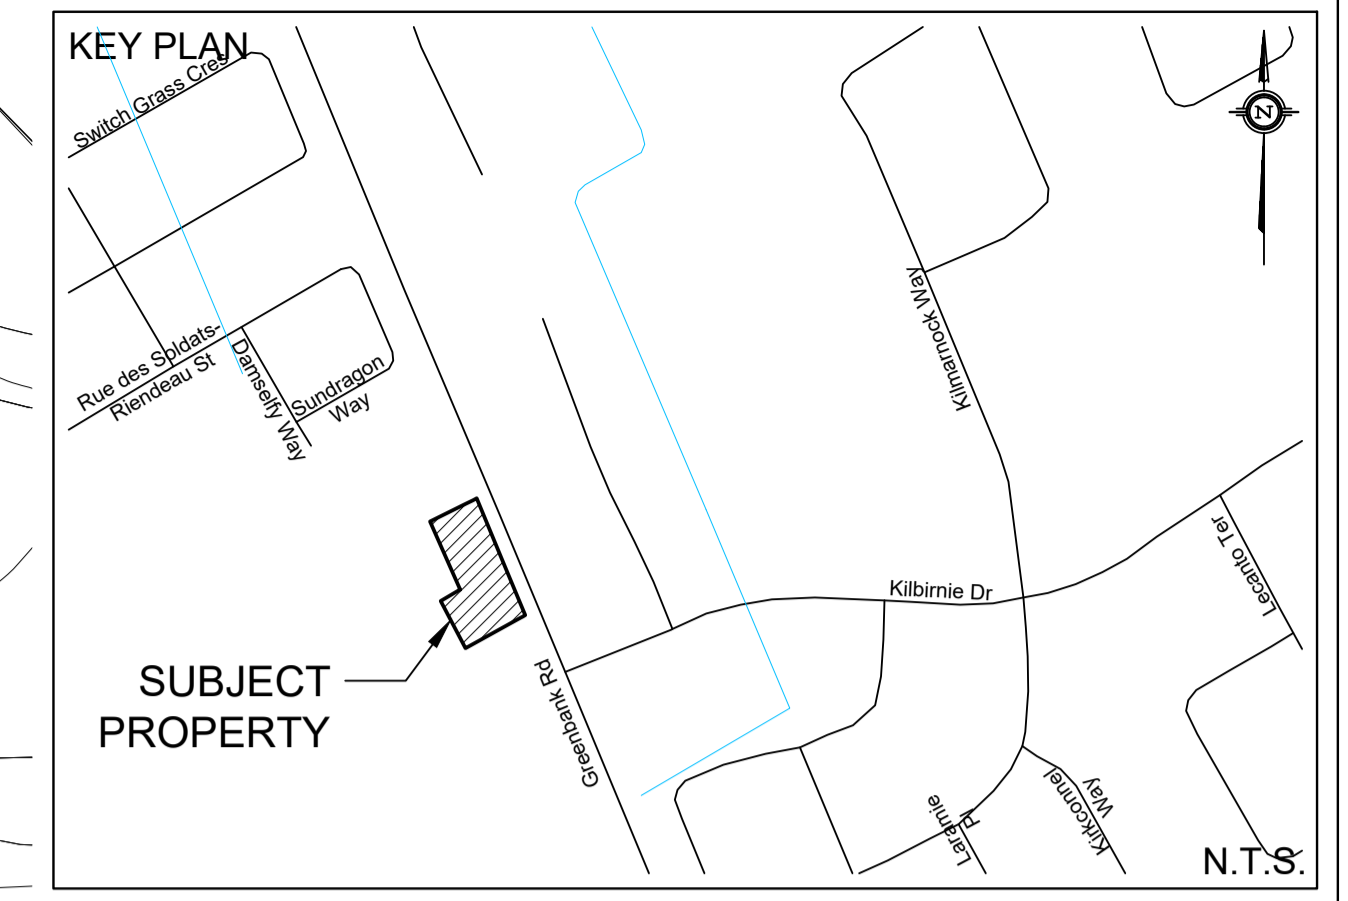 KEY PLAN
Switch Grass Cres
N
Rue des Soldats-
Riendeau St
Damselfy Way
Sundragon
Way
Kilmarnock Way
Kilbirnie Dr
Lecanto Ter
SUBJECT
PROPERTY
Greenbank Rd
Laramie
Pl
Kirkconnel
Way
N.T.S.